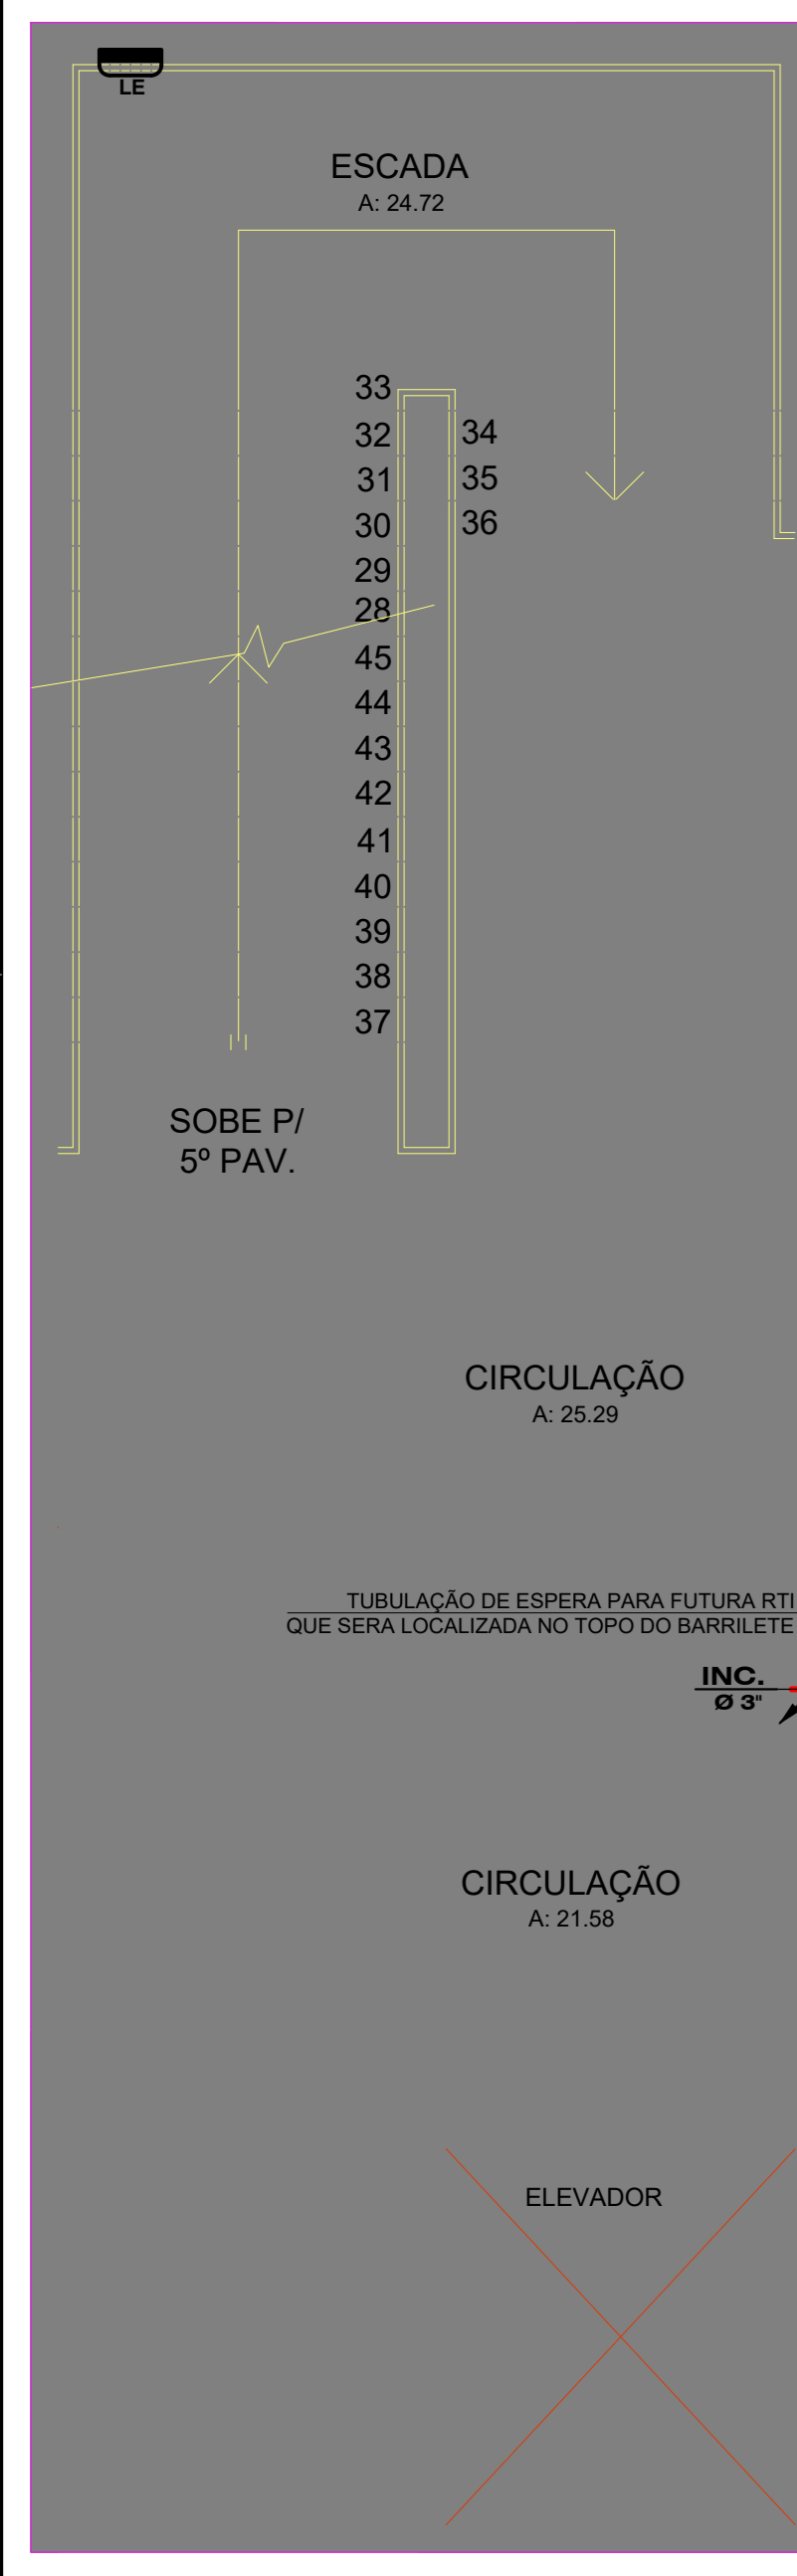 LE
ESCADA
A: 24.72
33
32
34
31
35
30
36
29
28
45
44
43
42
41
40
39
38
37
SOBE P/
5º PAV.
CIRCULAÇÃO
A: 25.29
TUBULAÇÃO DE ESPERA PARA FUTURA RTI
QUE SERA LOCALIZADA NO TOPO DO BARRILETE
INC.
Ø 3"
CIRCULAÇÃO
A: 21.58
ELEVADOR